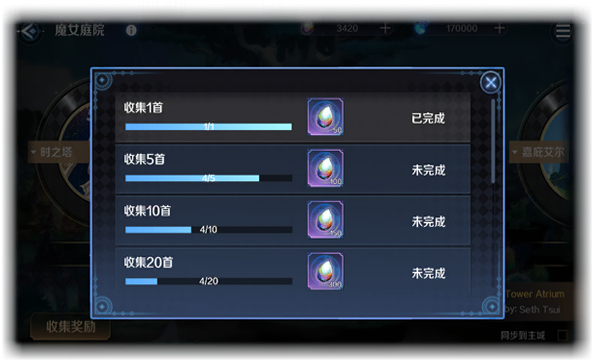 魔女庭院
3420
170000
收集1首
1/1
50
已完成
收集5首
4/5
100
未完成
收集10首
4/10
150
未完成
收集20首
4/20
未完成
时之塔
嘉庇艾尔
Tower Atrium
by: Seth Tsui
收集奖励
同步到主城